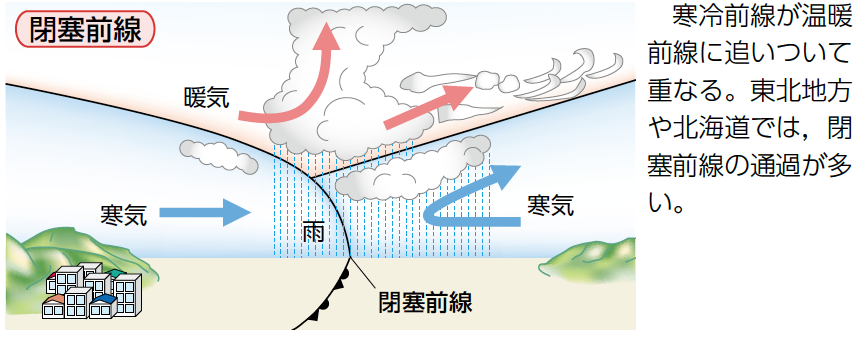 閉塞前線
暖気
寒気
雨
寒気
閉塞前線
寒冷前線が温暖
前線に追いついて
重なる。東北地方
や北海道では，閉
塞前線の通過が多
い。